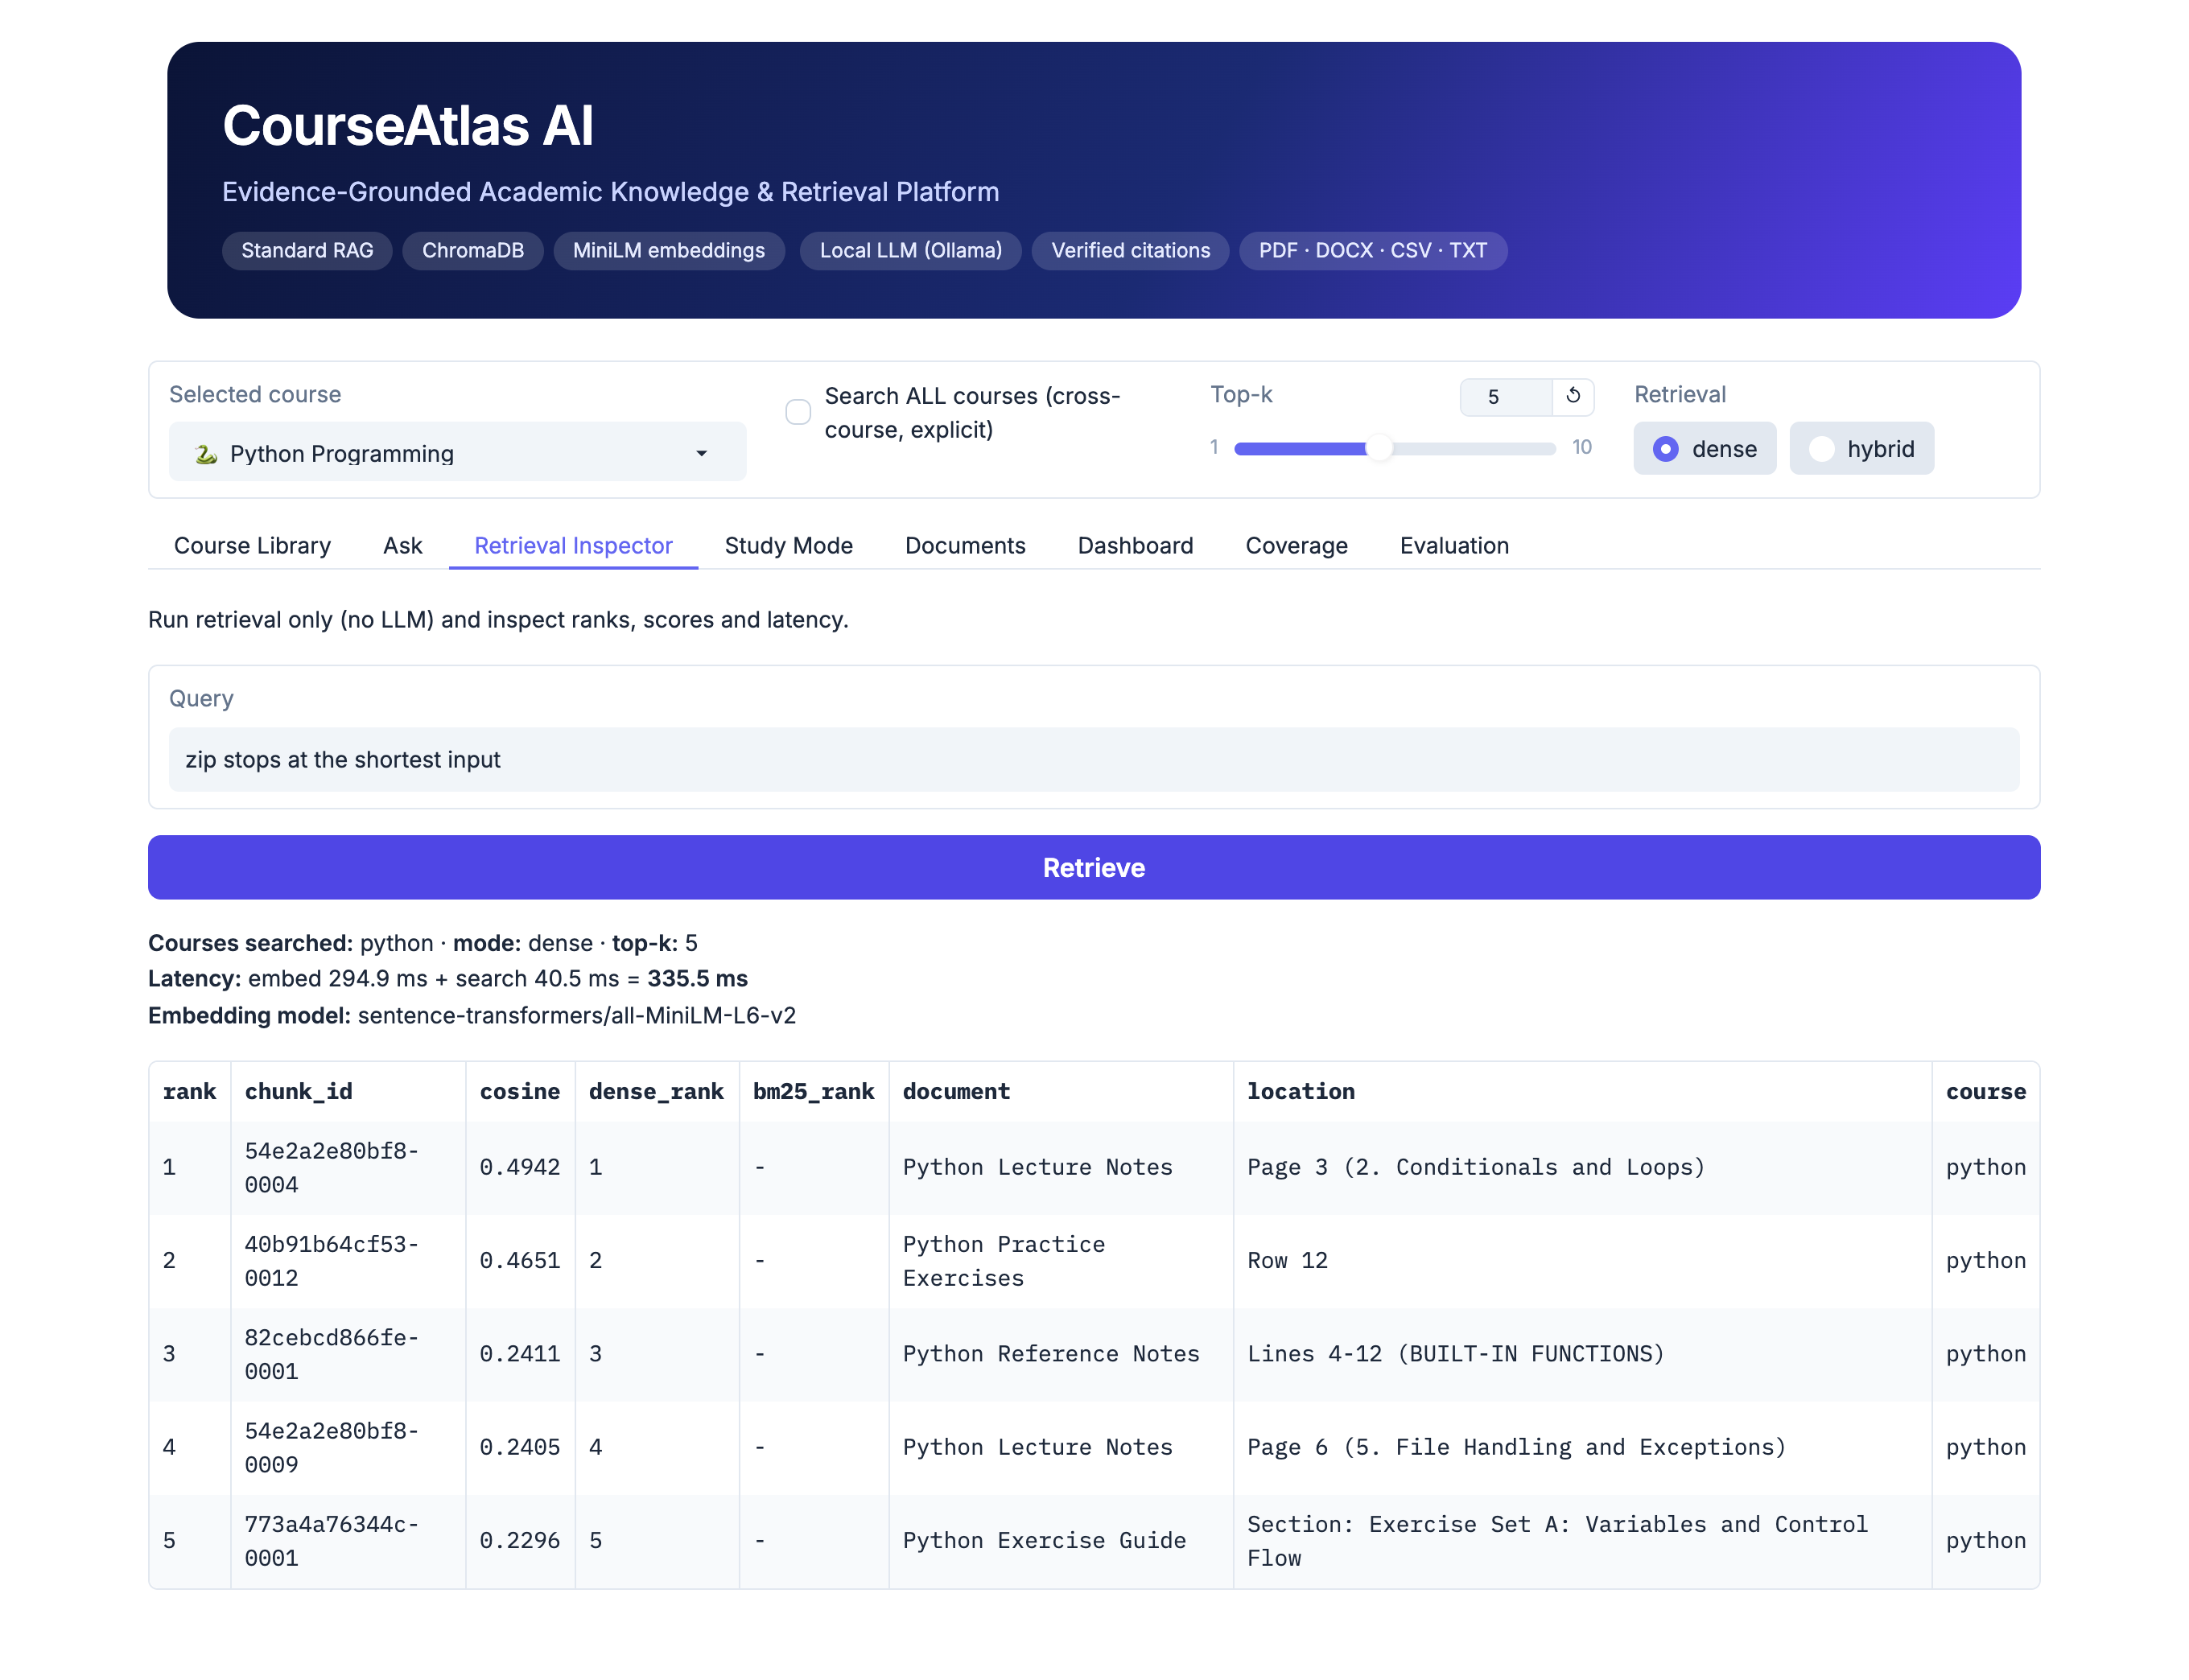 CourseAtlas AI
Evidence-Grounded Academic Knowledge & Retrieval Platform
Standard RAG ChromaDB MiniLM embeddings Local LLM (Ollama) Verified citations PDF · DOCX · CSV · TXT
Selected course
🐍 Python Programming
Search ALL courses (cross-
course, explicit)
Top-k
5
1 10
Retrieval
dense hybrid
Course Library Ask Retrieval Inspector Study Mode Documents Dashboard Coverage Evaluation
Run retrieval only (no LLM) and inspect ranks, scores and latency.
Query
zip stops at the shortest input
Retrieve
Courses searched: python · mode: dense · top-k: 5
Latency: embed 294.9 ms + search 40.5 ms = 335.5 ms
Embedding model: sentence-transformers/all-MiniLM-L6-v2
rank chunk_id cosine dense_rank bm25_rank document location course
1 54e2a2e80bf8-
0004 0.4942 1 - Python Lecture Notes Page 3 (2. Conditionals and Loops) python
2 40b91b64cf53-
0012 0.4651 2 - Python Practice
Exercises Row 12 python
3 82cebcd866fe-
0001 0.2411 3 - Python Reference Notes Lines 4-12 (BUILT-IN FUNCTIONS) python
4 54e2a2e80bf8-
0009 0.2405 4 - Python Lecture Notes Page 6 (5. File Handling and Exceptions) python
5 773a4a76344c-
0001 0.2296 5 - Python Exercise Guide Section: Exercise Set A: Variables and Control
Flow python